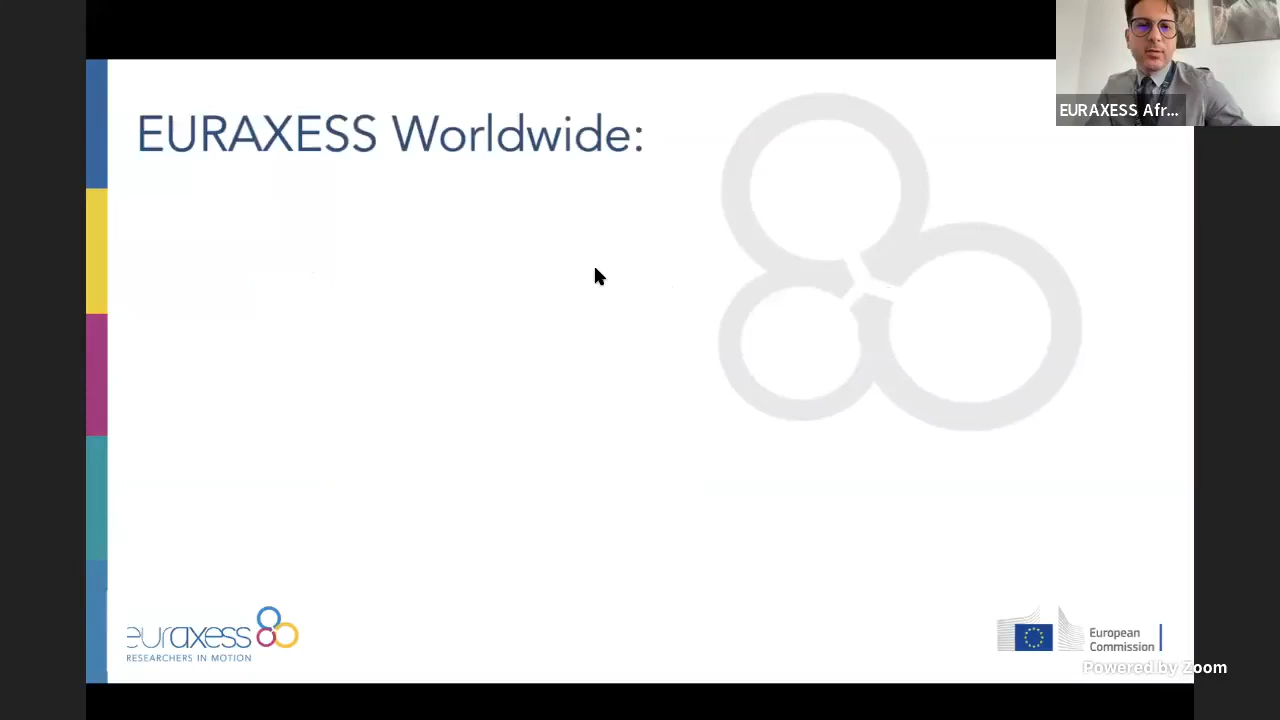 EURAXESS Worldwide:
EURAXESS Afr...
euraxess
RESEARCHERS IN MOTION
European
Commission
Powered by Zoom